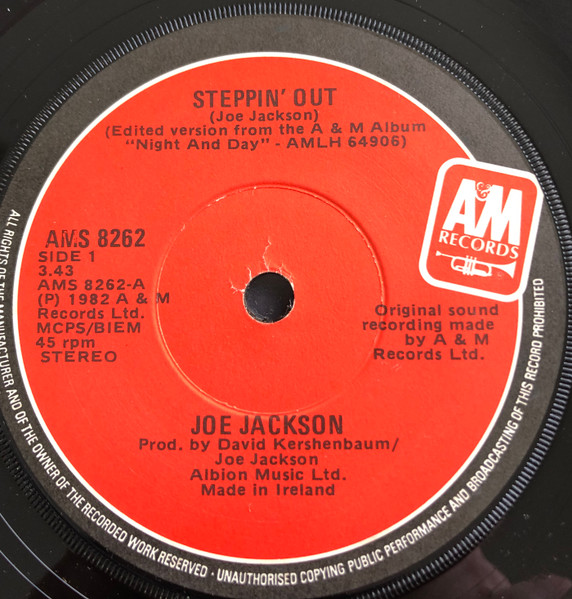 STEPPIN' OUT
(Joe Jackson)
(Edited version from the A & M Album
"Night And Day" - AMLH 64906)
A&M
RECORDS
AMS 8262
SIDE 1
3.43
AMS 8262-A
(P) 1982 A & M
Records Ltd.
MCPS/BIEM
45 rpm
STEREO
Original sound
recording made
by A & M
Records Ltd.
JOE JACKSON
Prod. by David Kershenbaum/
Joe Jackson
Albion Music Ltd.
Made in Ireland
ALL RIGHTS OF THE MANUFACTURER AND OF THE OWNER OF THE RECORDED WORK RESERVED · UNAUTHORISED COPYING PUBLIC PERFORMANCE AND BROADCASTING OF THIS RECORD PROHIBITED